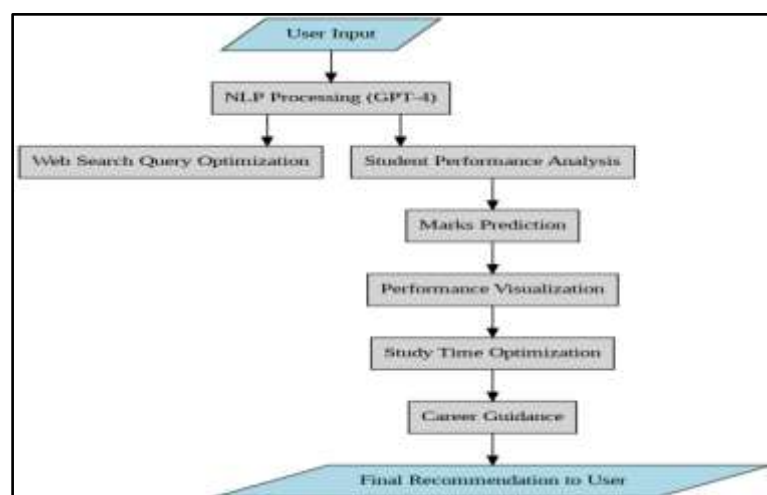 User Input
NLP Processing (GPT-4)
Web Search Query Optimization
Student Performance Analysis
Marks Prediction
Performance Visualization
Study Time Optimization
Career Guidance
Final Recommendation to User